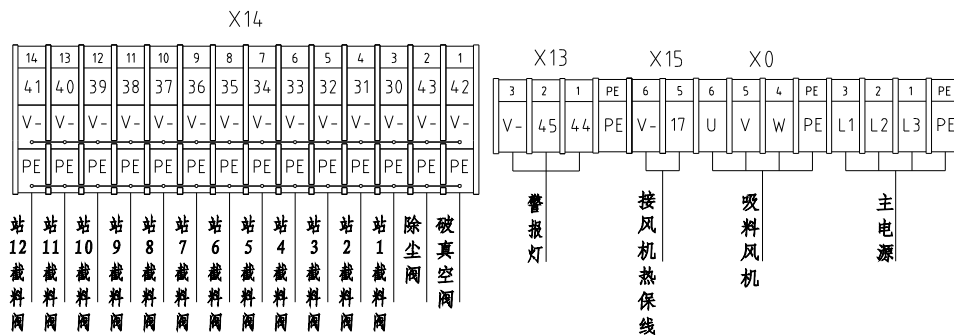 X14
14 13 12 11 10 9 8 7 6 5 4 3 2 1
41 40 39 38 37 36 35 34 33 32 31 30 43 42
V- V- V- V- V- V- V- V- V- V- V- V- V- V-
PE PE PE PE PE PE PE PE PE PE PE PE PE PE
站12截料阀
站11截料阀
站10截料阀
站9截料阀
站8截料阀
站7截料阀
站6截料阀
站5截料阀
站4截料阀
站3截料阀
站2截料阀
站1截料阀
除尘阀
破真空阀
X13
3 2 1 PE
V- 45 44 PE
警报灯
X15
6 5
V- 17
接风机热保线
X0
6 5 4 PE 3 2 1 PE
U V W PE L1 L2 L3 PE
吸料风机
主电源